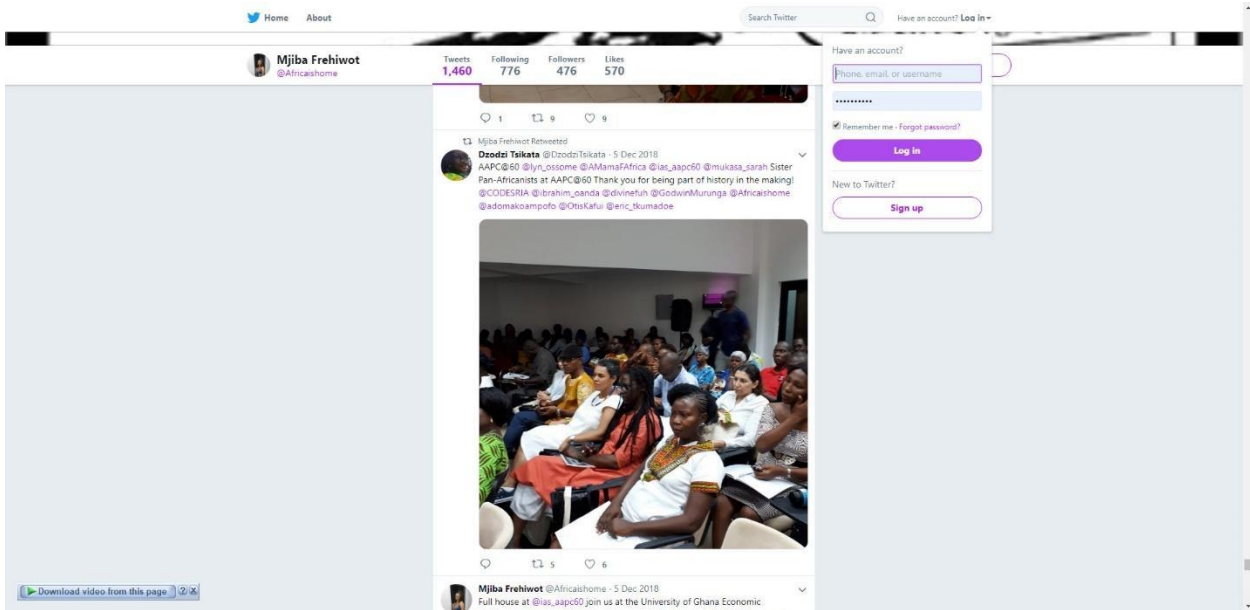 Home About
Search Twitter
Have an account? Log in
Mjiba Frehiwot
@Africaishome
Tweets Following Followers Likes
1,460 776 476 570
Have an account?
Phone, email, or username
••••••••••
Remember me · Forgot password?
Log in
New to Twitter?
Sign up
1 9 9
Mjiba Frehiwot Retweeted
Dzodzi Tsikata @DzodziTsikata · 5 Dec 2018
AAPC@60 @lyn_ossome @AMamaFAfrica @ias_aapc60 @mukasa_sarah Sister
Pan-Africanists at AAPC@60 Thank you for being part of history in the making!
@CODESRIA @ibrahim_oanda @divinefuh @GodwinMurunga @Africaishome
@adomakoampofo @OtisKafui @eric_tkumadoe
5 6
Mjiba Frehiwot @Africaishome · 5 Dec 2018
Full house at @ias_aapc60 join us at the University of Ghana Economic
Download video from this page ? X